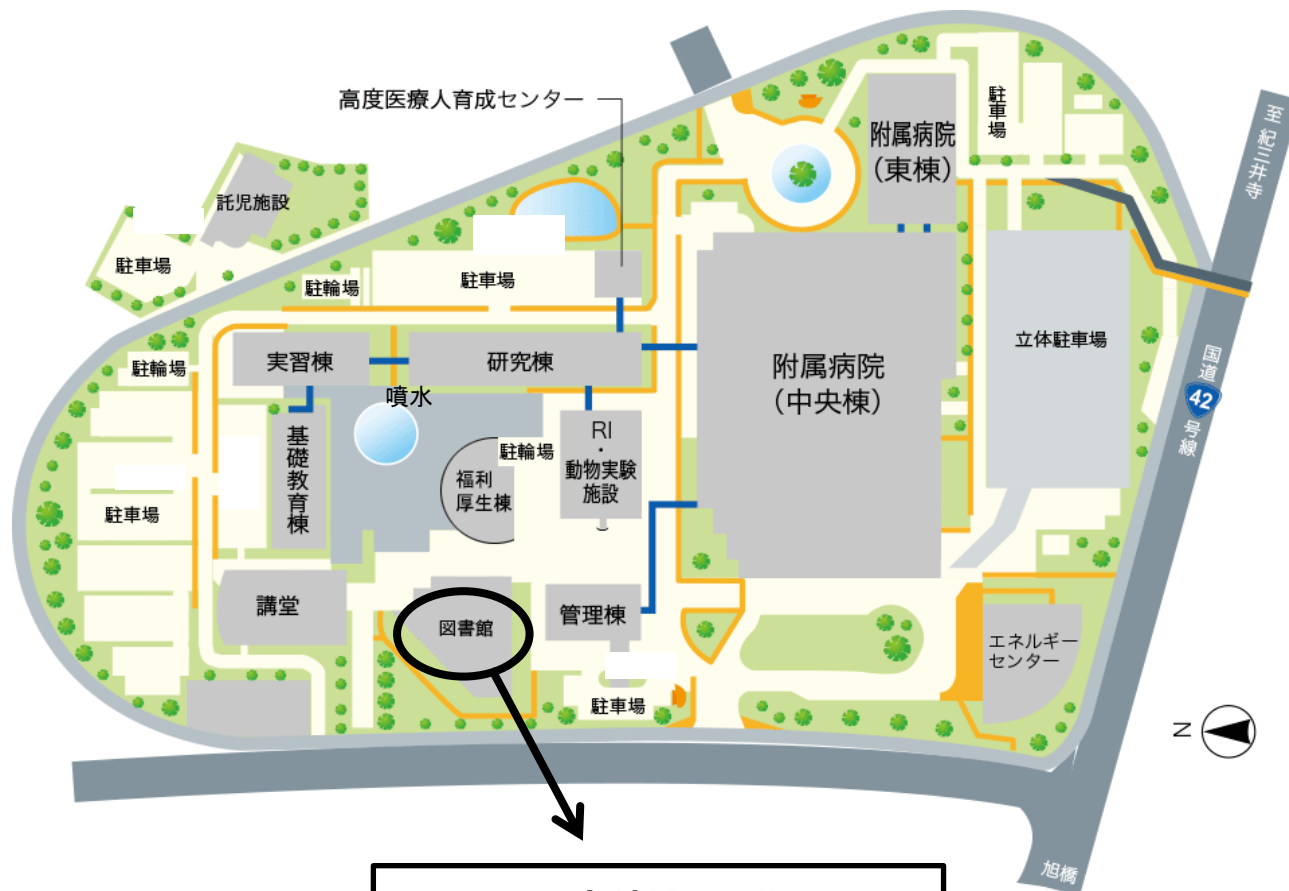 高度医療人育成センター
駐車場
附属病院
（東棟）
至 紀三井寺
託児施設
駐車場
駐輪場
駐車場
立体駐車場
実習棟
研究棟
駐輪場
附属病院
（中央棟）
国道
42
号線
噴水
RI
・
動物実験
施設
基礎教育棟
駐輪場
福利
厚生棟
駐車場
講堂
図書館
管理棟
エネルギー
センター
駐車場
N
旭橋